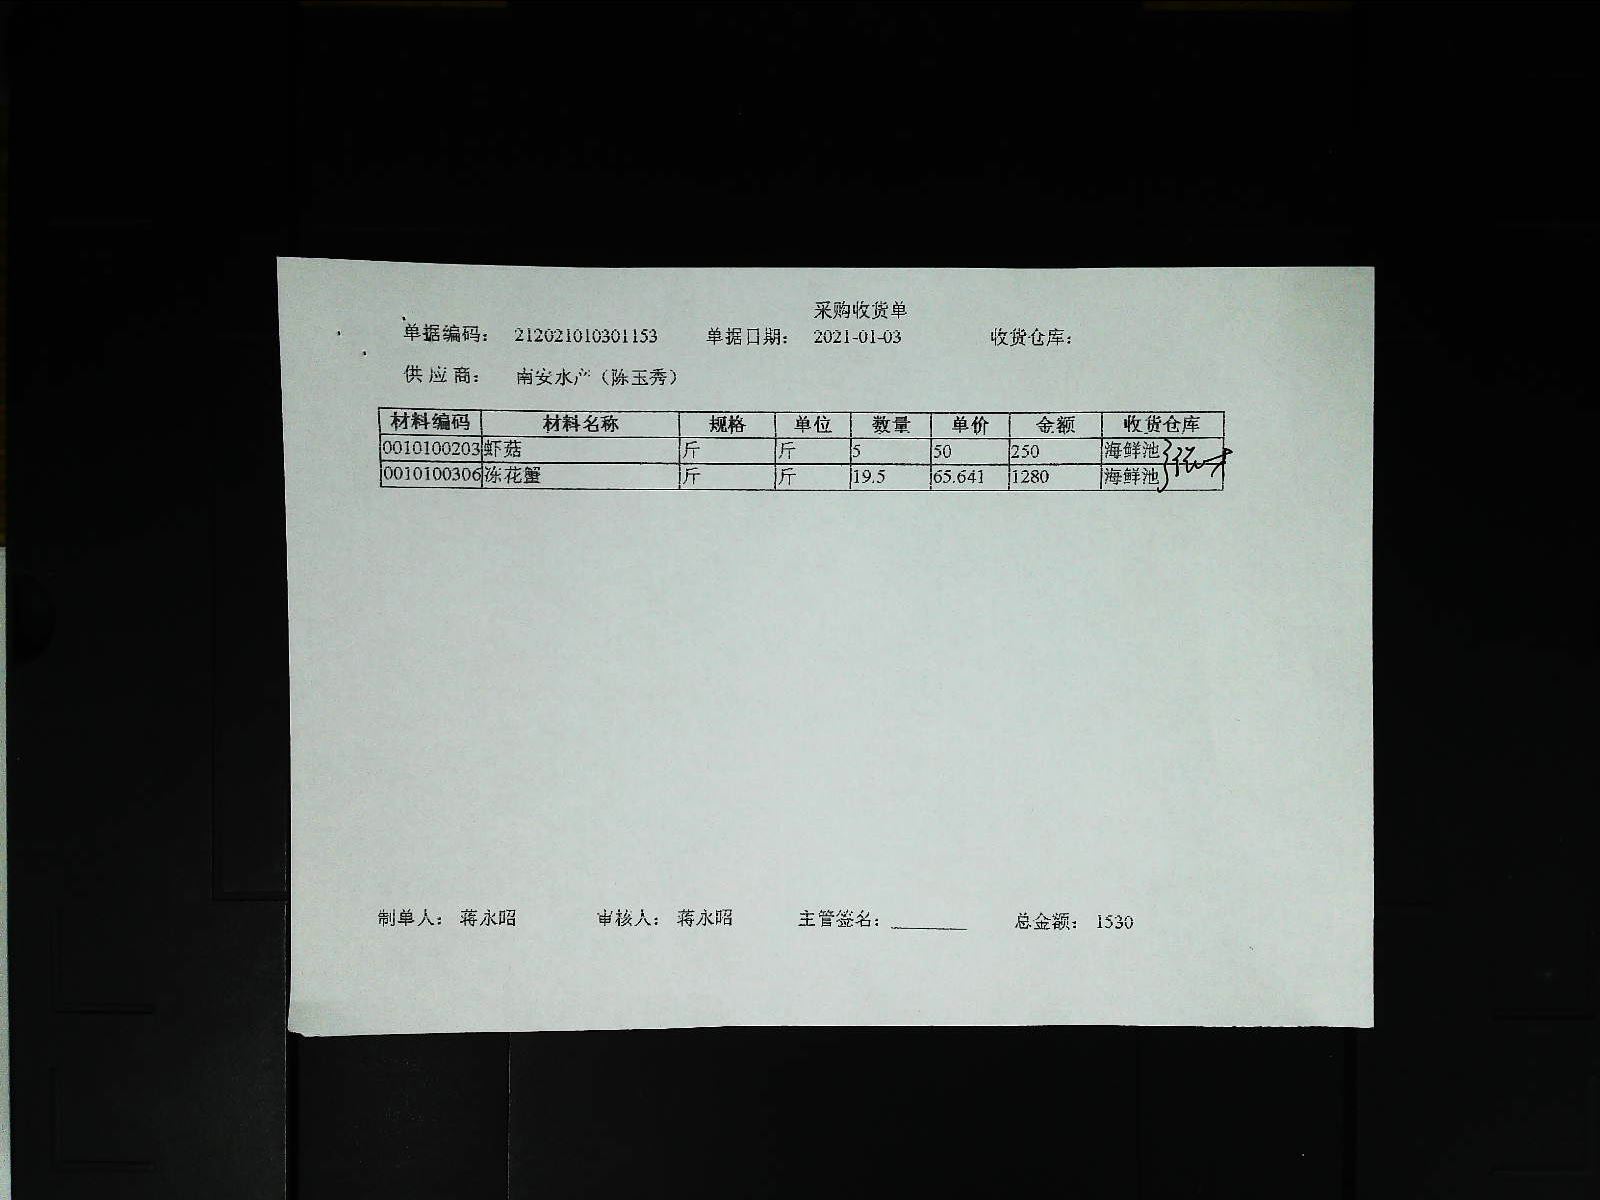 采购收货单
单据编码： 212021010301153 单据日期： 2021-01-03 收货仓库：
供应商： 南安水产（陈玉秀）
材料编码 材料名称 规格 单位 数量 单价 金额 收货仓库
0010100203 虾菇 斤 斤 5 50 250 海鲜池
0010100306 冻花蟹 斤 斤 19.5 65.641 1280 海鲜池
制单人： 蒋永昭 审核人： 蒋永昭 主管签名： 总金额： 1530